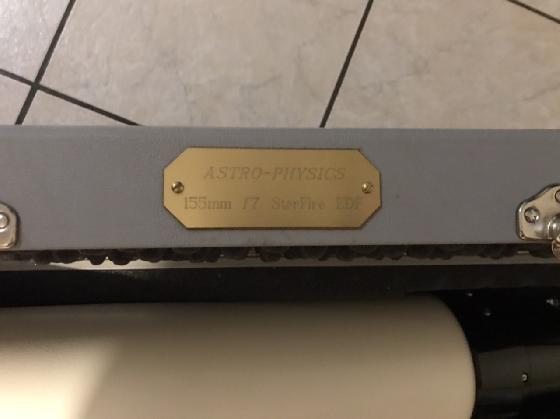 ASTRO-PHYSICS
155mm f7 StarFire EDF